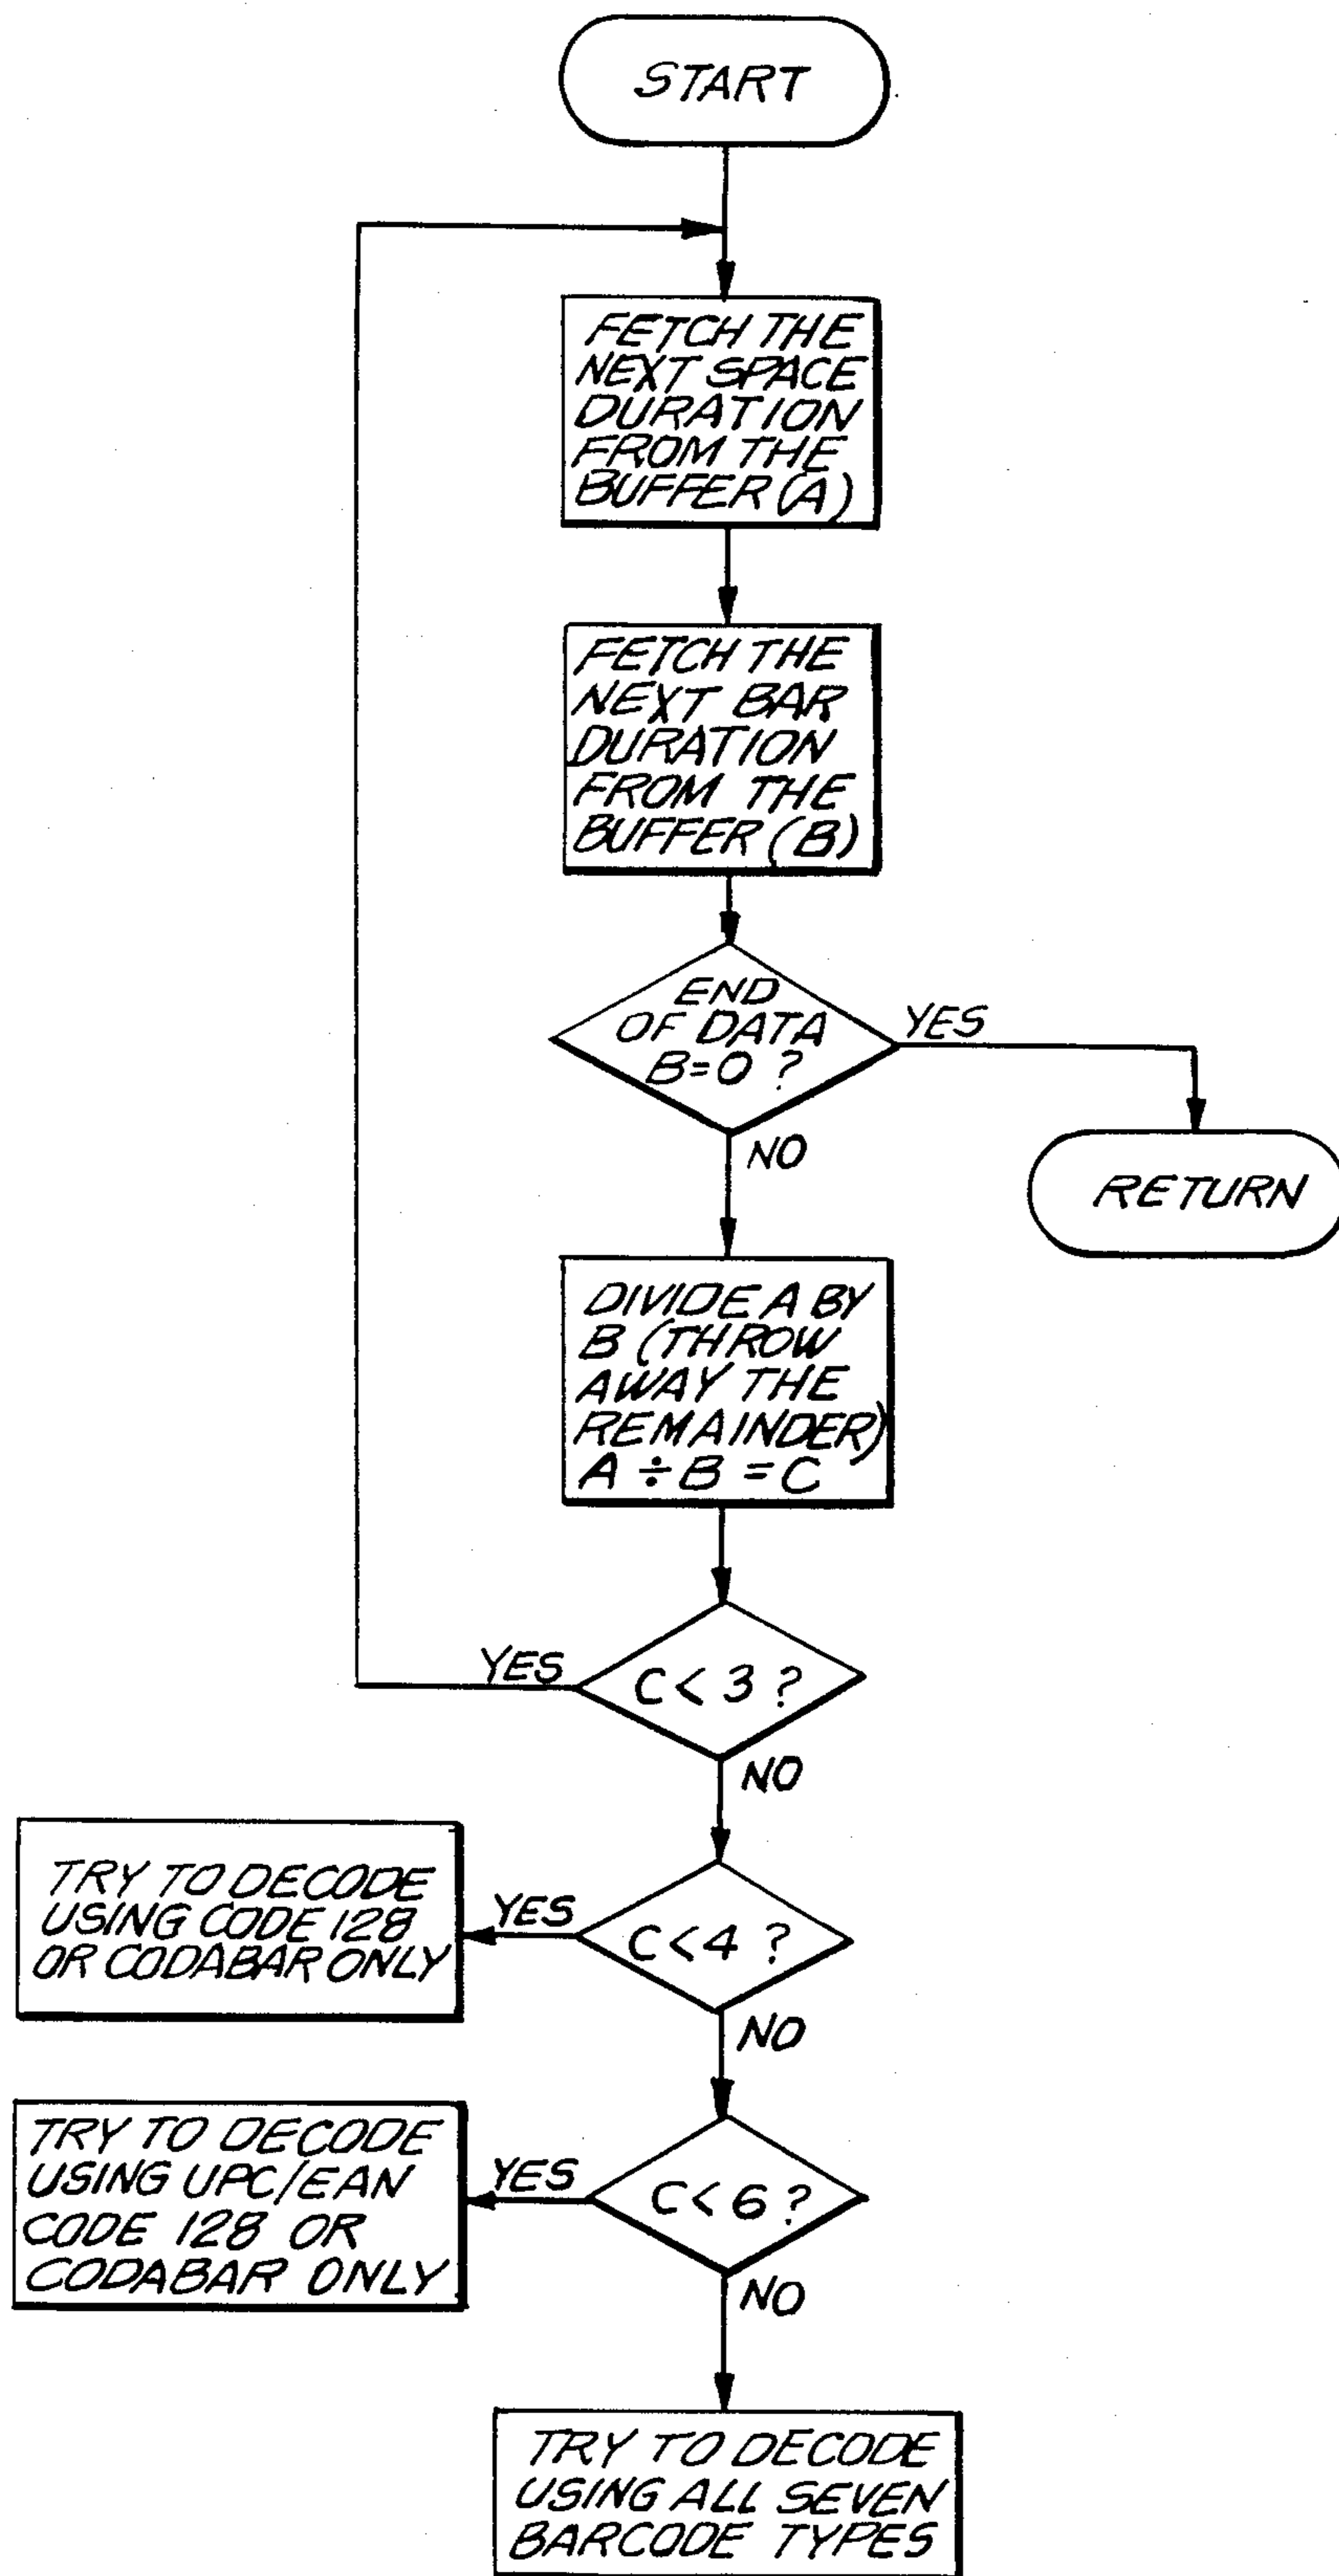 START
FETCH THE
NEXT SPACE
DURATION
FROM THE
BUFFER (A)
FETCH THE
NEXT BAR
DURATION
FROM THE
BUFFER (B)
END
OF DATA
B=0 ?
YES
NO
RETURN
DIVIDE A BY
B (THROW
AWAY THE
REMAINDER)
A ÷ B = C
YES
C < 3 ?
NO
TRY TO DECODE
USING CODE 128
OR CODABAR ONLY
YES
C < 4 ?
NO
TRY TO DECODE
USING UPC/EAN
CODE 128 OR
CODABAR ONLY
YES
C < 6 ?
NO
TRY TO DECODE
USING ALL SEVEN
BARCODE TYPES